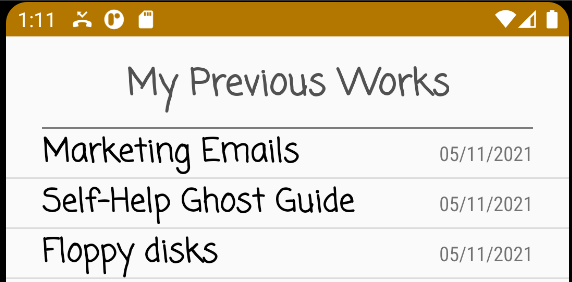 1:11
My Previous Works
Marketing Emails 05/11/2021
Self-Help Ghost Guide 05/11/2021
Floppy disks 05/11/2021